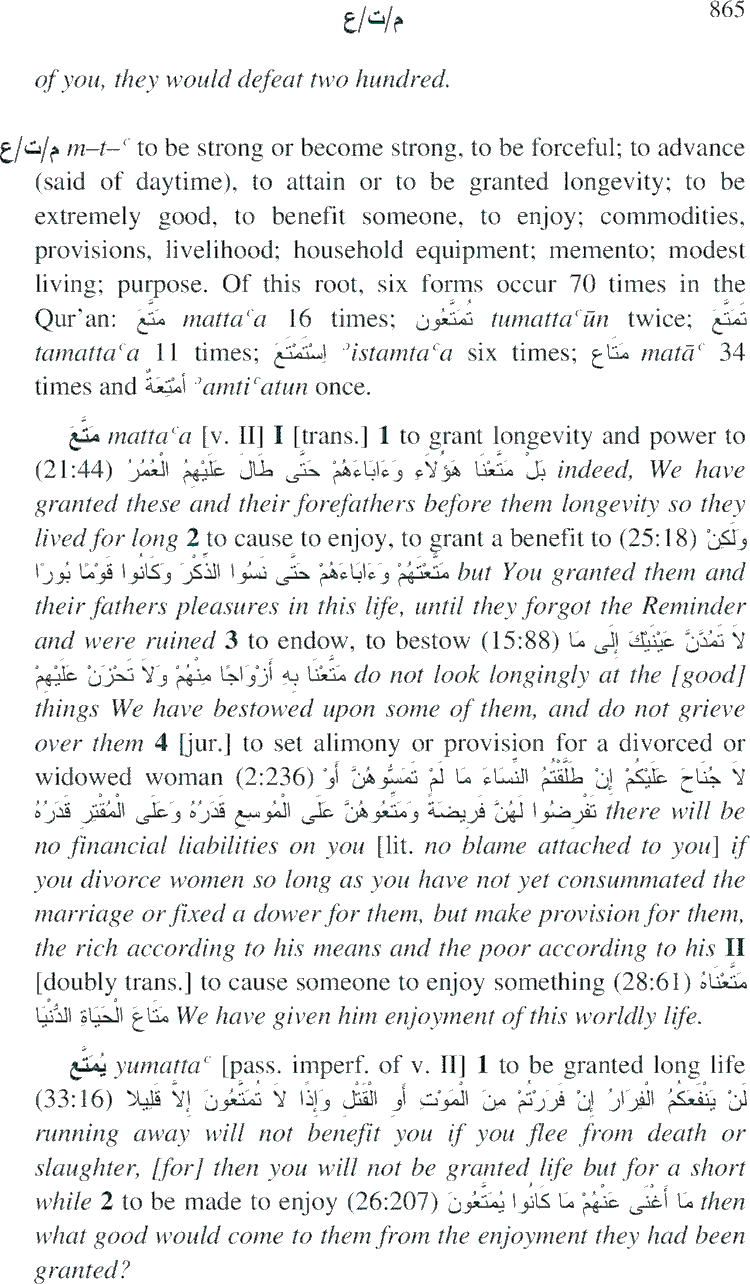 م/ت/ع 865
of you, they would defeat two hundred.
م/ت/ع m–t–ᶜ to be strong or become strong, to be forceful; to advance
(said of daytime), to attain or to be granted longevity; to be
extremely good, to benefit someone, to enjoy; commodities,
provisions, livelihood; household equipment; memento; modest
living; purpose. Of this root, six forms occur 70 times in the
Qur’an: مَتَّعَ mattaᶜa 16 times; تُمَتَّعُون tumattaᶜūn twice; تَمَتَّعَ
tamattaᶜa 11 times; اِسْتَمْتَعَ ʾistamtaᶜa six times; مَتَاع matāᶜ 34
times and أَمْتِعَةٌ ʾamtiᶜatun once.
مَتَّعَ mattaᶜa [v. II] I [trans.] 1 to grant longevity and power to
(21:44) بَلْ مَتَّعْنَا هَؤُلَاءِ وَءَابَاءَهُمْ حَتَّى طَالَ عَلَيْهِمُ الْعُمُرُ indeed, We have
granted these and their forefathers before them longevity so they
lived for long 2 to cause to enjoy, to grant a benefit to (25:18) وَلَكِنْ
مَتَّعْتَهُمْ وَءَابَاءَهُمْ حَتَّى نَسُوا الذِّكْرَ وَكَانُوا قَوْمًا بُورًا but You granted them and
their fathers pleasures in this life, until they forgot the Reminder
and were ruined 3 to endow, to bestow (15:88) لاَ تَمُدَّنَّ عَيْنَيْكَ إِلَى مَا
مَتَّعْنَا بِهِ أَزْوَاجًا مِنْهُمْ وَلاَ تَحْزَنْ عَلَيْهِمْ do not look longingly at the [good]
things We have bestowed upon some of them, and do not grieve
over them 4 [jur.] to set alimony or provision for a divorced or
widowed woman (2:236) لاَ جُنَاحَ عَلَيْكُمْ إِنْ طَلَّقْتُمُ النِّسَاءَ مَا لَمْ تَمَسُّوهُنَّ أَوْ
تَفْرِضُوا لَهُنَّ فَرِيضَةً وَمَتِّعُوهُنَّ عَلَى الْمُوسِعِ قَدَرُهُ وَعَلَى الْمُقْتِرِ قَدَرُهُ there will be
no financial liabilities on you [lit. no blame attached to you] if
you divorce women so long as you have not yet consummated the
marriage or fixed a dower for them, but make provision for them,
the rich according to his means and the poor according to his II
[doubly trans.] to cause someone to enjoy something (28:61) مَتَّعْنَاهُ
مَتَاعَ الْحَيَاةِ الدُّنْيَا We have given him enjoyment of this worldly life.
يُمَتَّع yumattaᶜ [pass. imperf. of v. II] 1 to be granted long life
(33:16) لَنْ يَنْفَعَكُمُ الْفِرَارُ إِنْ فَرَرْتُمْ مِنَ الْمَوْتِ أَوِ الْقَتْلِ وَإِذًا لاَ تُمَتَّعُونَ إِلاَّ قَلِيلا
running away will not benefit you if you flee from death or
slaughter, [for] then you will not be granted life but for a short
while 2 to be made to enjoy (26:207) مَا أَغْنَى عَنْهُمْ مَا كَانُوا يُمَتَّعُونَ then
what good would come to them from the enjoyment they had been
granted?